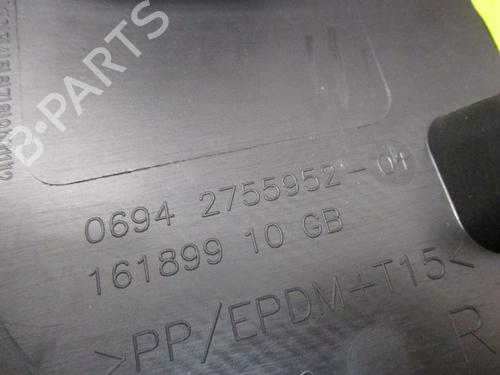 B-PARTS
0694 2755952-01
161899 10 GB
>PP/EPDM+T15<
R